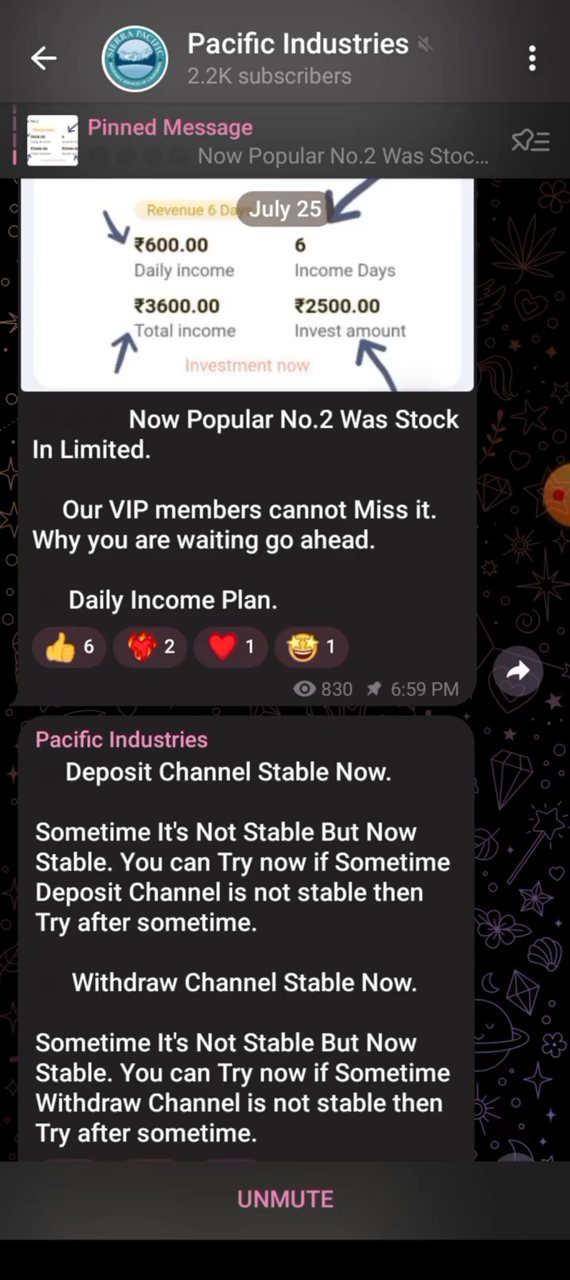 Pacific Industries
2.2K subscribers
Pinned Message
Now Popular No.2 Was Stoc...
July 25
Revenue 6 Da
₹600.00
6
Daily income
Income Days
₹3600.00
₹2500.00
Total income
Invest amount
Investment now
Now Popular No.2 Was Stock
In Limited.
Our VIP members cannot Miss it.
Why you are waiting go ahead.
Daily Income Plan.
6
2
1
1
830
6:59 PM
Pacific Industries
Deposit Channel Stable Now.
Sometime It's Not Stable But Now
Stable. You can Try now if Sometime
Deposit Channel is not stable then
Try after sometime.
Withdraw Channel Stable Now.
Sometime It's Not Stable But Now
Stable. You can Try now if Sometime
Withdraw Channel is not stable then
Try after sometime.
UNMUTE